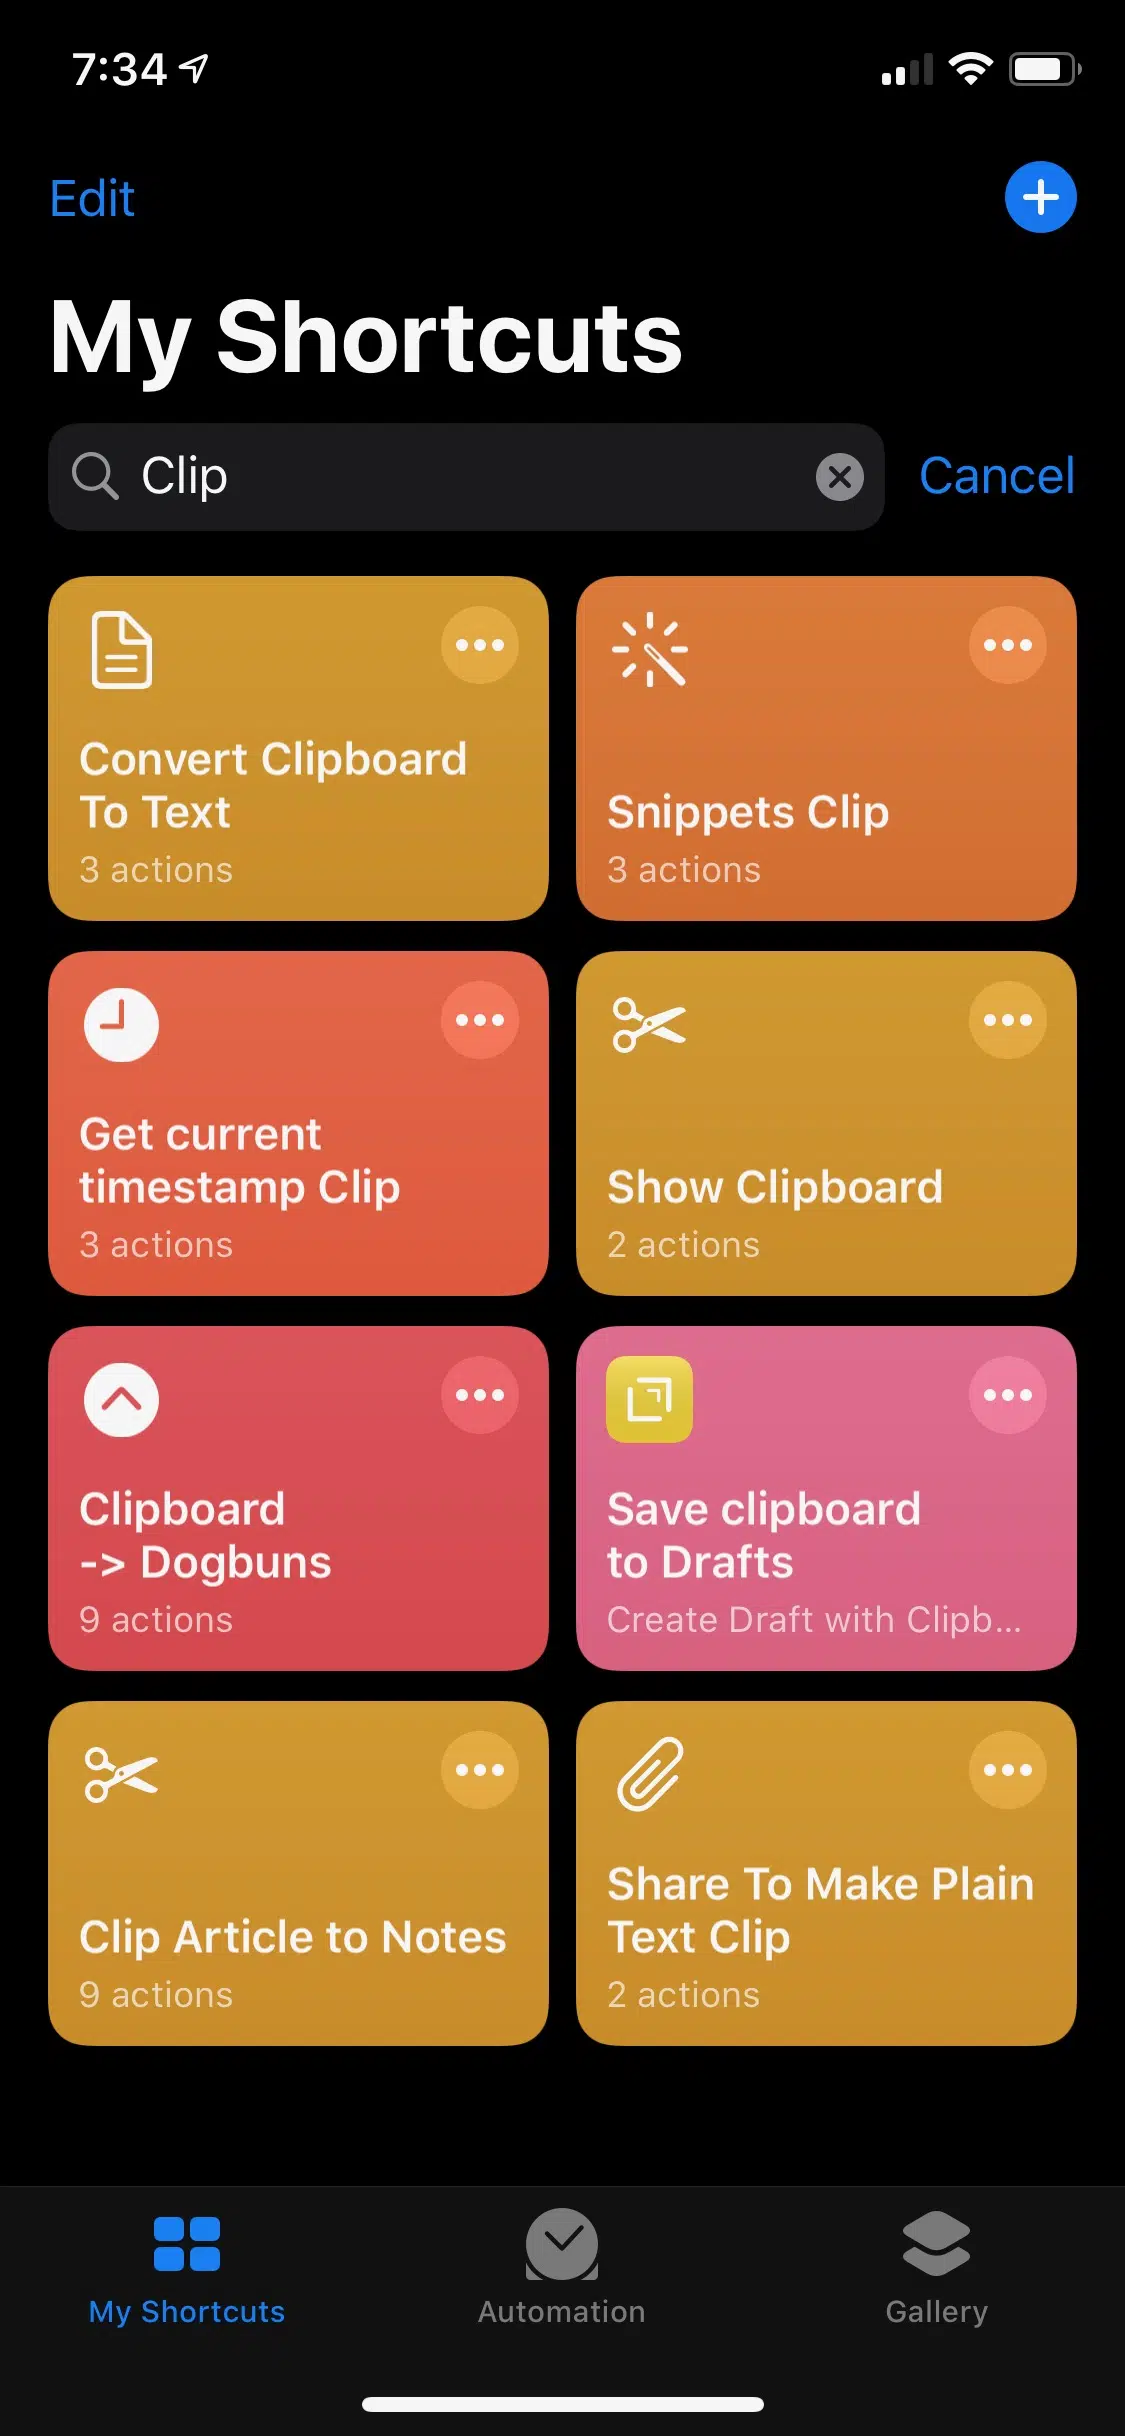 7:34
Edit
My Shortcuts
Clip
Cancel
Convert Clipboard
To Text
3 actions
Snippets Clip
3 actions
Get current
timestamp Clip
3 actions
Show Clipboard
2 actions
Clipboard
-> Dogbuns
9 actions
Save clipboard
to Drafts
Create Draft with Clipb...
Clip Article to Notes
9 actions
Share To Make Plain
Text Clip
2 actions
My Shortcuts
Automation
Gallery